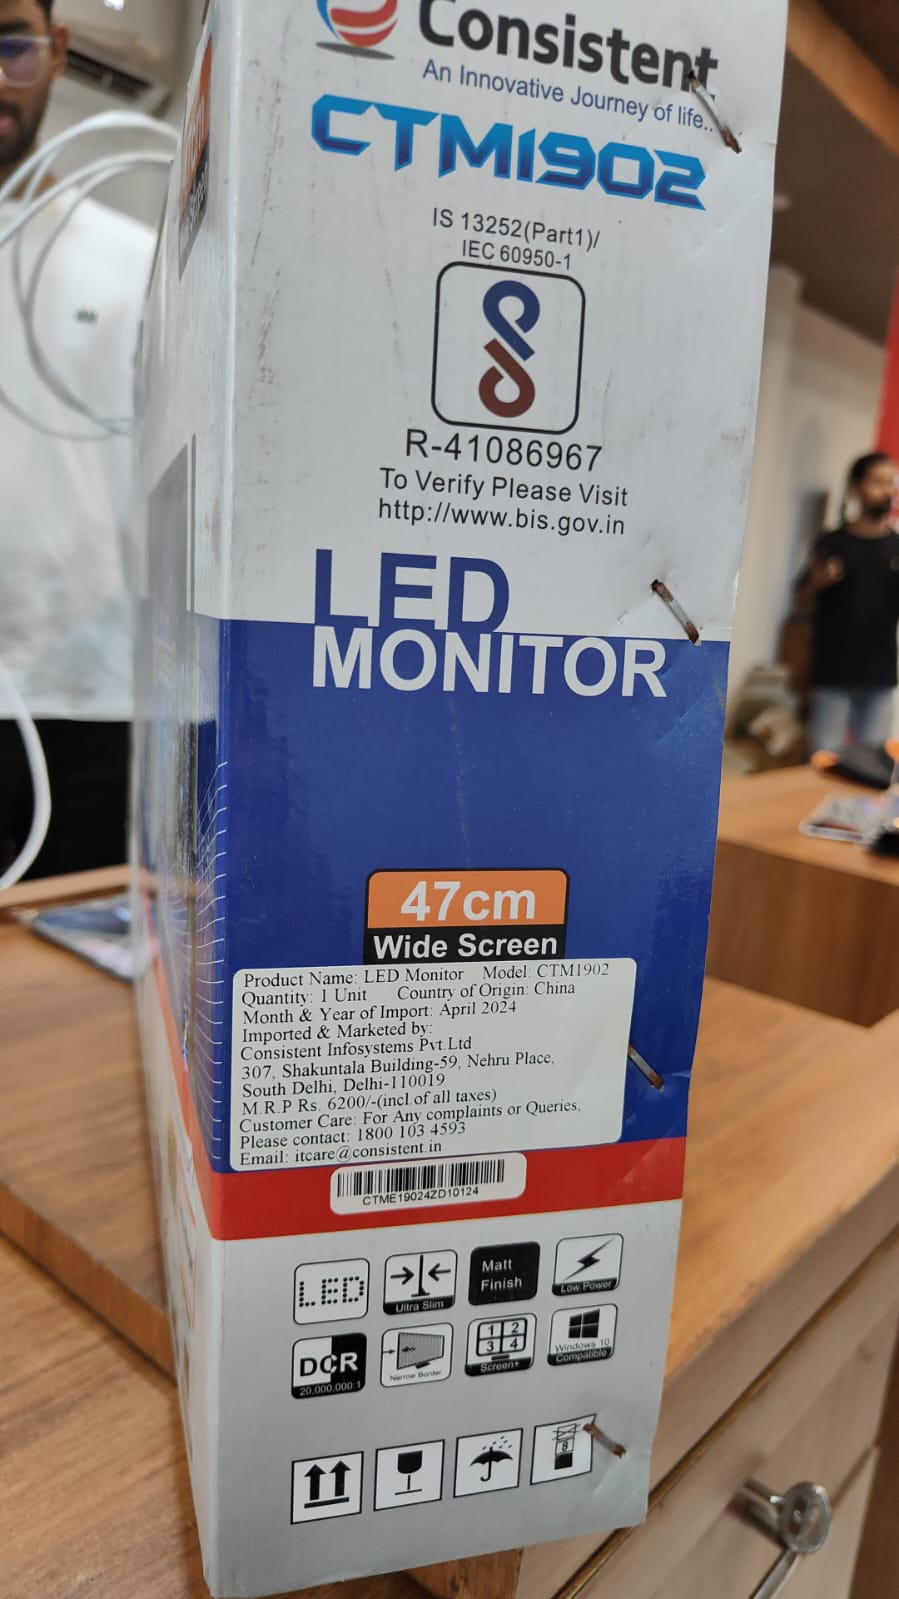 Consistent
An Innovative Journey of life..
CTM1902
IS 13252(Part1)/
IEC 60950-1
R-41086967
To Verify Please Visit
http://www.bis.gov.in
LED
MONITOR
47cm
Wide Screen
Product Name: LED Monitor Model: CTM1902
Quantity: 1 Unit Country of Origin: China
Month & Year of Import: April 2024
Imported & Marketed by:
Consistent Infosystems Pvt.Ltd
307, Shakuntala Building-59, Nehru Place,
South Delhi, Delhi-110019
M.R.P Rs. 6200/-(incl.of all taxes)
Customer Care: For Any complaints or Queries,
Please contact: 1800 103 4593
Email: itcare@consistent.in
CTME19024ZD10124
LED
Ultra Slim
Matt
Finish
Low Power
DCR
20,000,000:1
Narrow Border
1 2
3 4
Screen+
Windows 10
Compatible
8